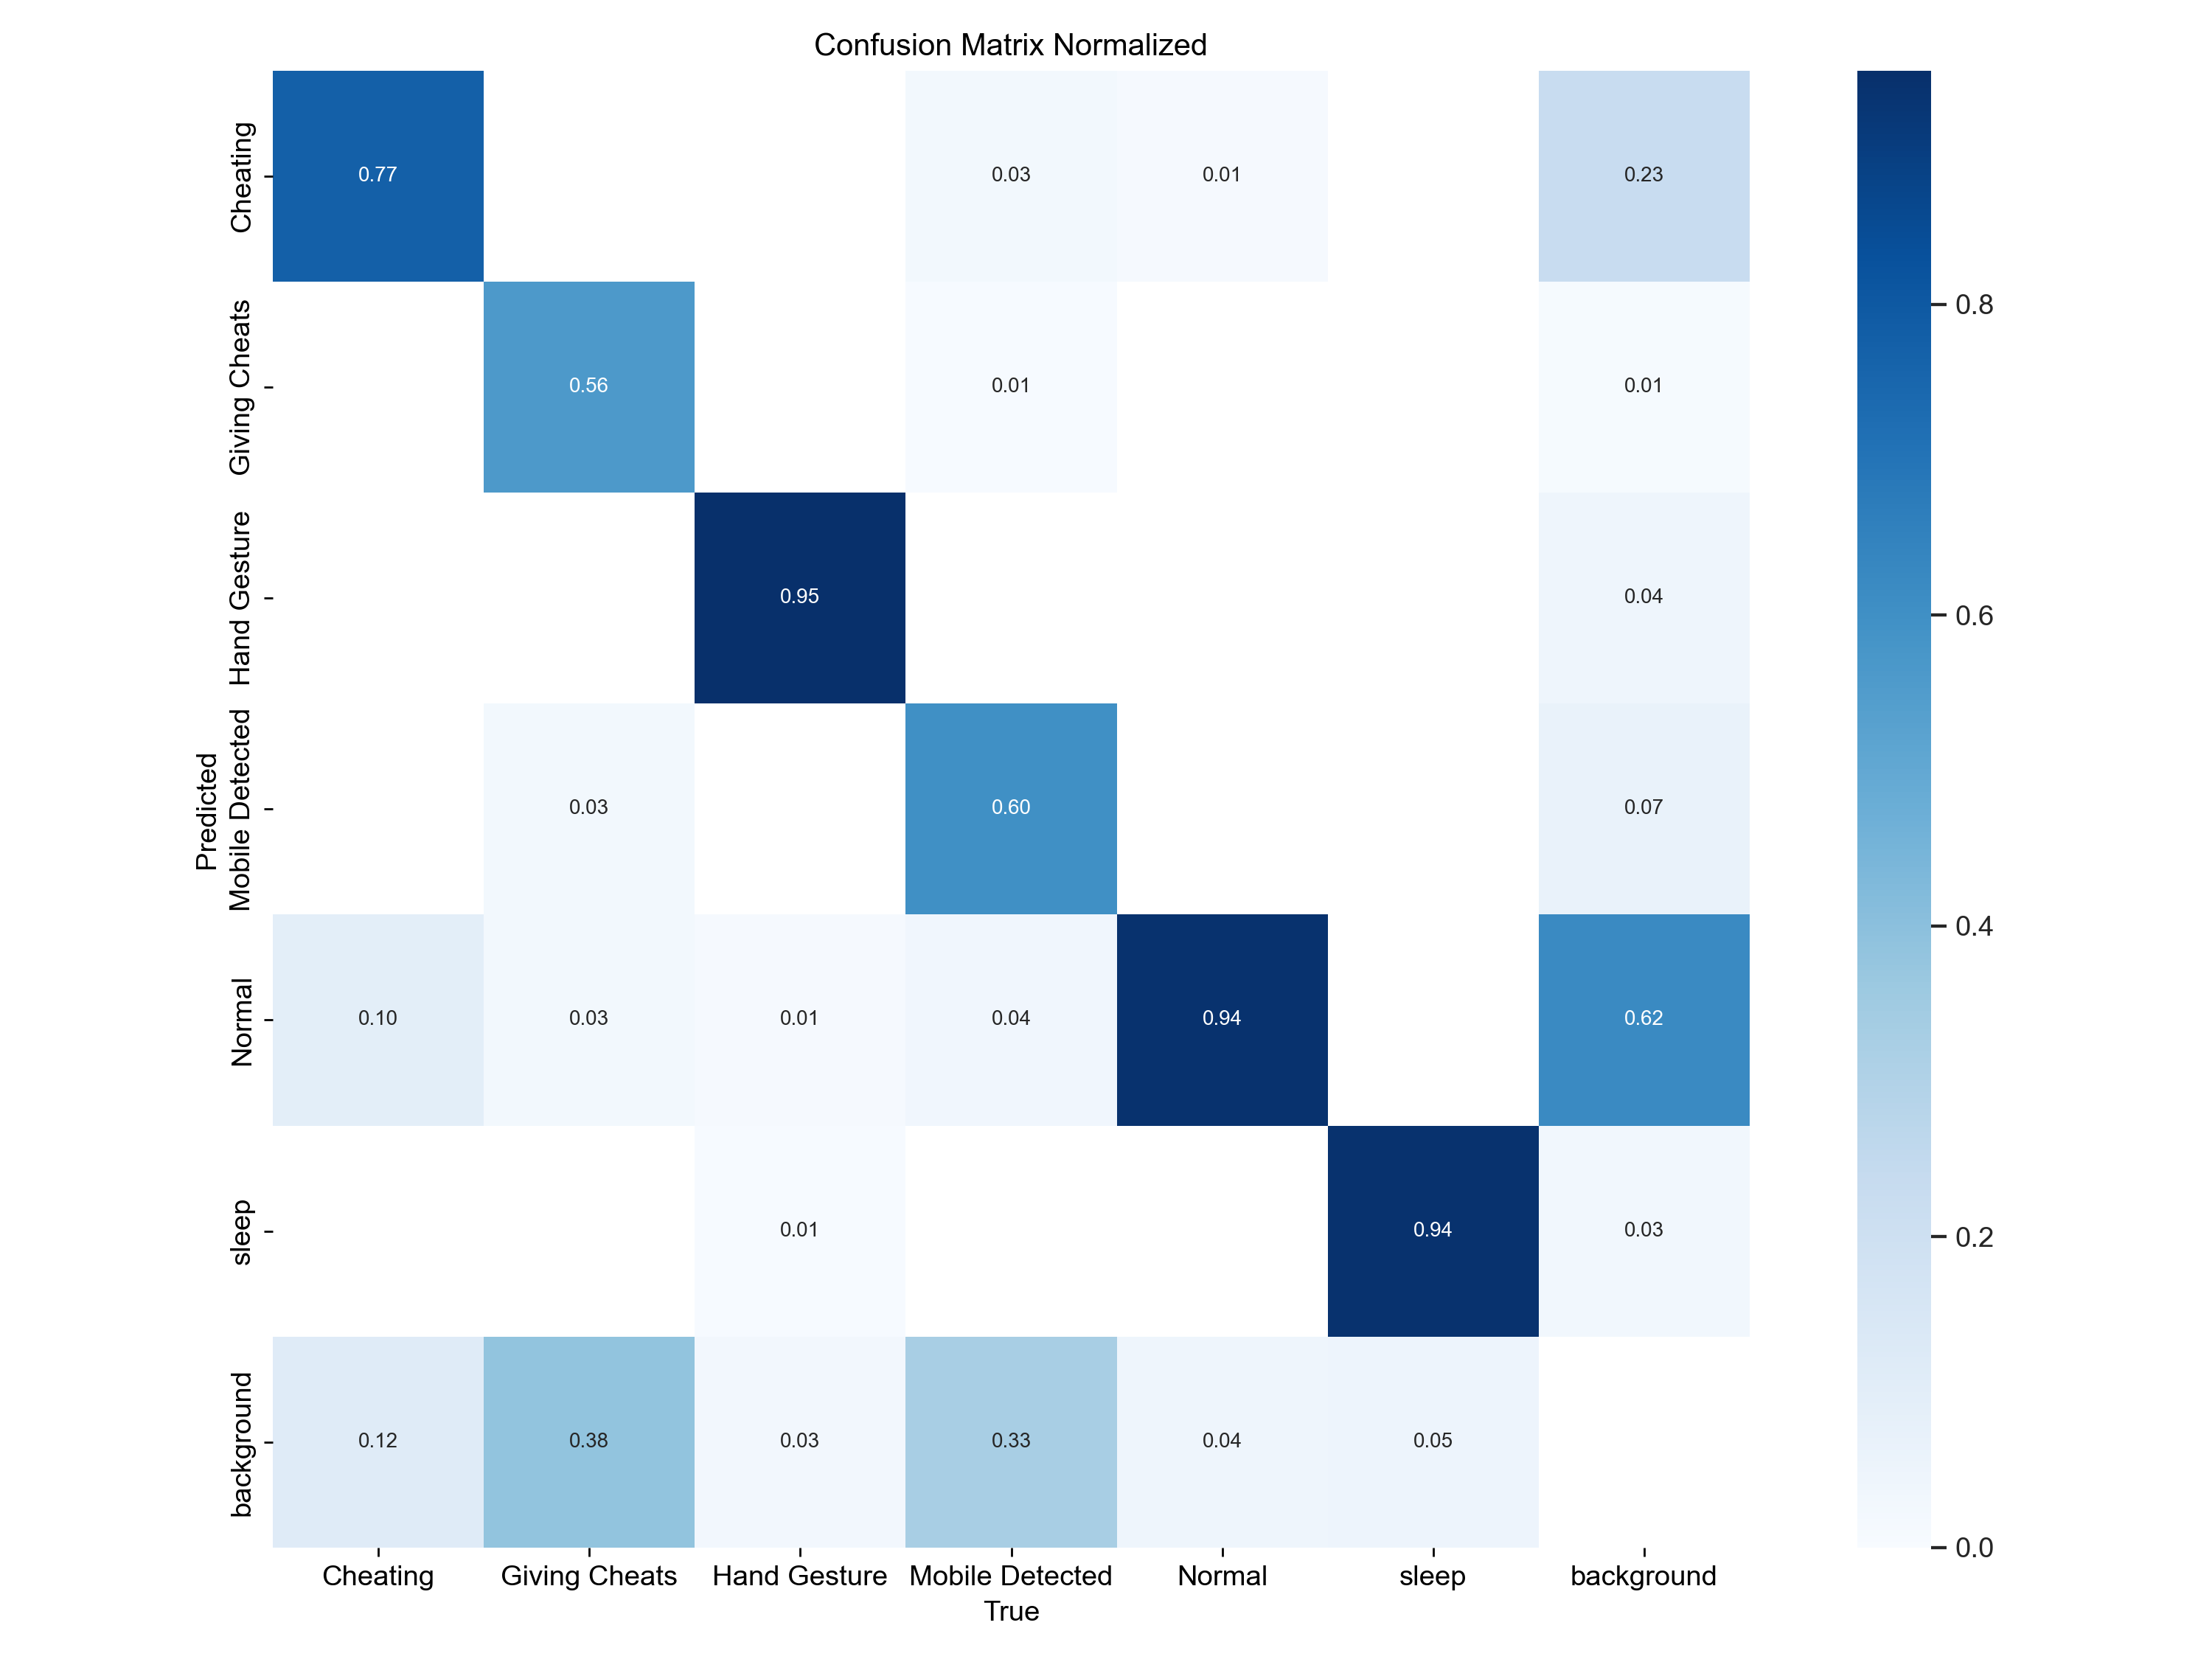 Confusion Matrix Normalized
Cheating
0.77
0.03
0.01
0.23
0.8
Giving Cheats
0.56
0.01
0.01
Hand Gesture
0.95
0.04
0.6
Predicted
Mobile Detected
0.03
0.60
0.07
0.4
Normal
0.10
0.03
0.01
0.04
0.94
0.62
sleep
0.01
0.94
0.03
0.2
background
0.12
0.38
0.03
0.33
0.04
0.05
0.0
Cheating
Giving Cheats
Hand Gesture
Mobile Detected
Normal
sleep
background
True